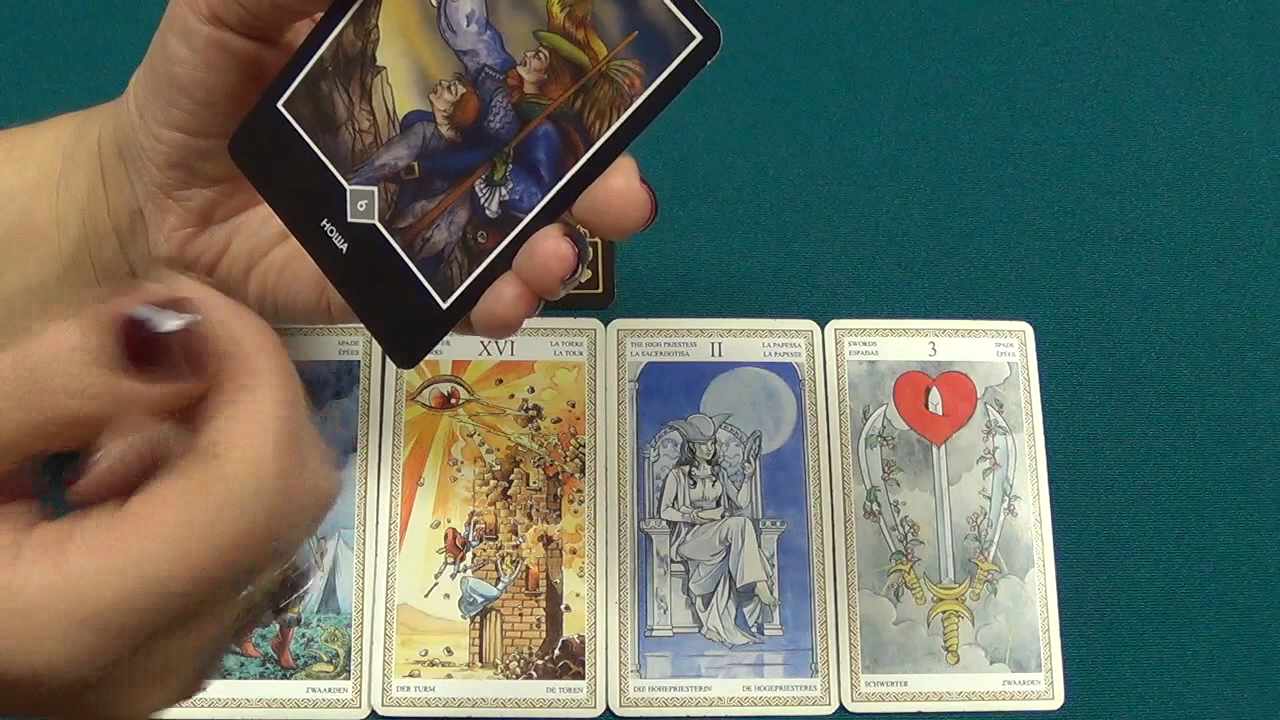 9
НОША
SPADE
ÉPÉES
ZWAARDEN
XVI
LA TORRE
LA TOUR
DER TURM
DE TOREN
THE HIGH PRIESTESS
LA SACERDOTISA
II
LA PAPESSA
LA PAPESSE
DIE HOHEPRIESTERIN
DE HOGEPRIESTERES
SWORDS
ESPADAS
3
SPADE
ÉPÉES
SCHWERTER
ZWAARDEN